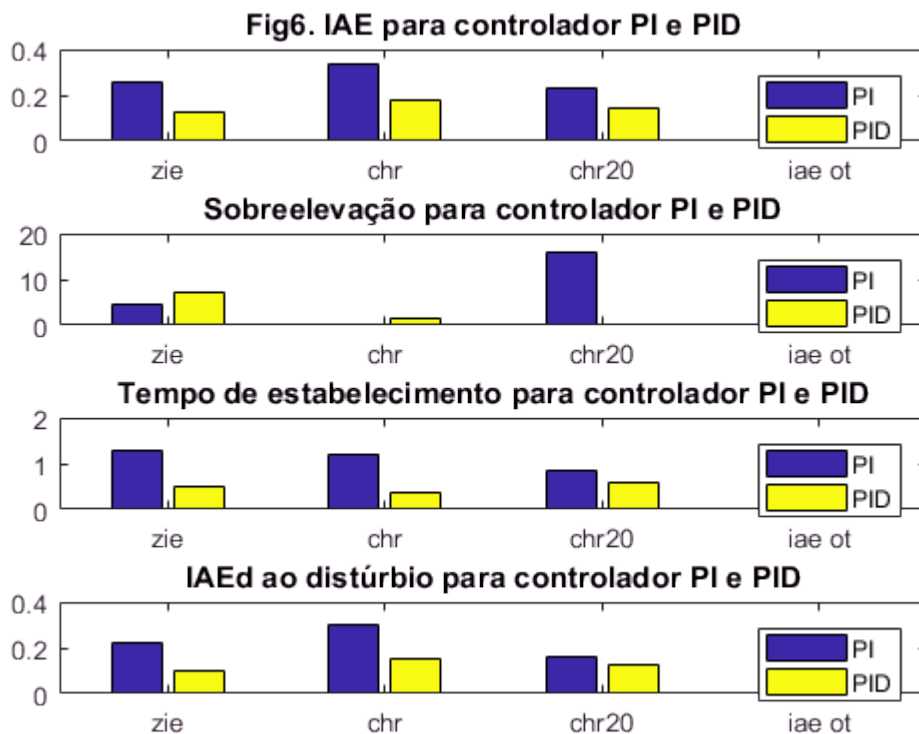 Fig6. IAE para controlador PI e PID
0.4
0.2
0
PI
PID
zie chr chr20 iae ot
Sobreelevação para controlador PI e PID
20
10
0
PI
PID
zie chr chr20 iae ot
Tempo de estabelecimento para controlador PI e PID
2
1
0
PI
PID
zie chr chr20 iae ot
IAEd ao distúrbio para controlador PI e PID
0.4
0.2
0
PI
PID
zie chr chr20 iae ot